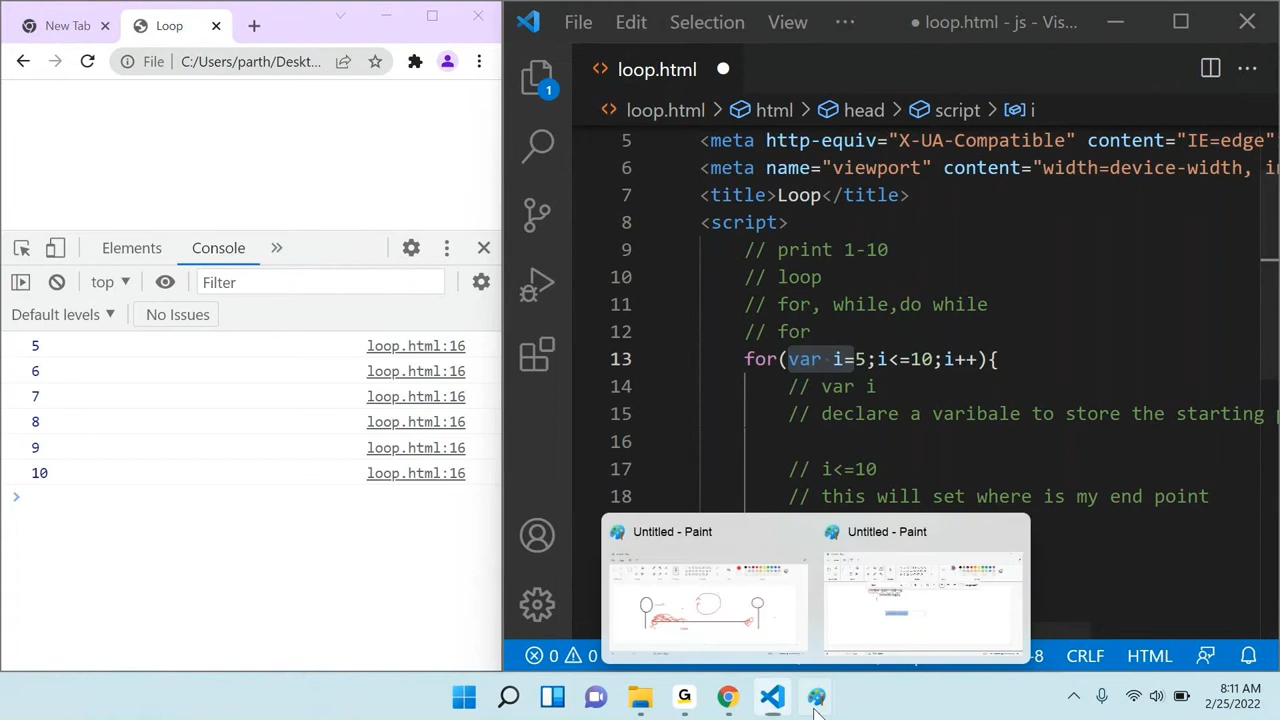 New Tab
Loop
File
C:/Users/parth/Deskt...
Elements
Console
top
Filter
Default levels
No Issues
5 loop.html:16
6 loop.html:16
7 loop.html:16
8 loop.html:16
9 loop.html:16
10 loop.html:16
File Edit Selection View ··· ● loop.html - js - Vis...
1
<> loop.html ●
<> loop.html > html > head > script > i
5 <meta http-equiv="X-UA-Compatible" content="IE=edge"
6 <meta name="viewport" content="width=device-width,
7 <title>Loop</title>
8 <script>
9 // print 1-10
10 // loop
11 // for, while,do while
12 // for
13 for(var i=5;i<=10;i++){
14 // var i
15 // declare a varibale to store the starting
16
17 // i<=10
18 // this will set where is my end point
Untitled - Paint
Untitled - Paint
0 0
-8 CRLF HTML
G
8:11 AM
2/25/2022